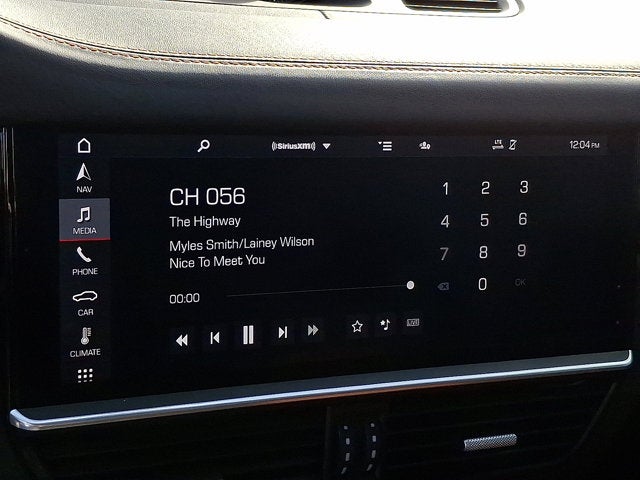 ((SiriusXM))
LTE
12:04 PM
NAV
MEDIA
PHONE
CAR
CLIMATE
CH 056
The Highway
Myles Smith/Lainey Wilson
Nice To Meet You
00:00
LIVE
1 2 3
4 5 6
7 8 9
0 OK